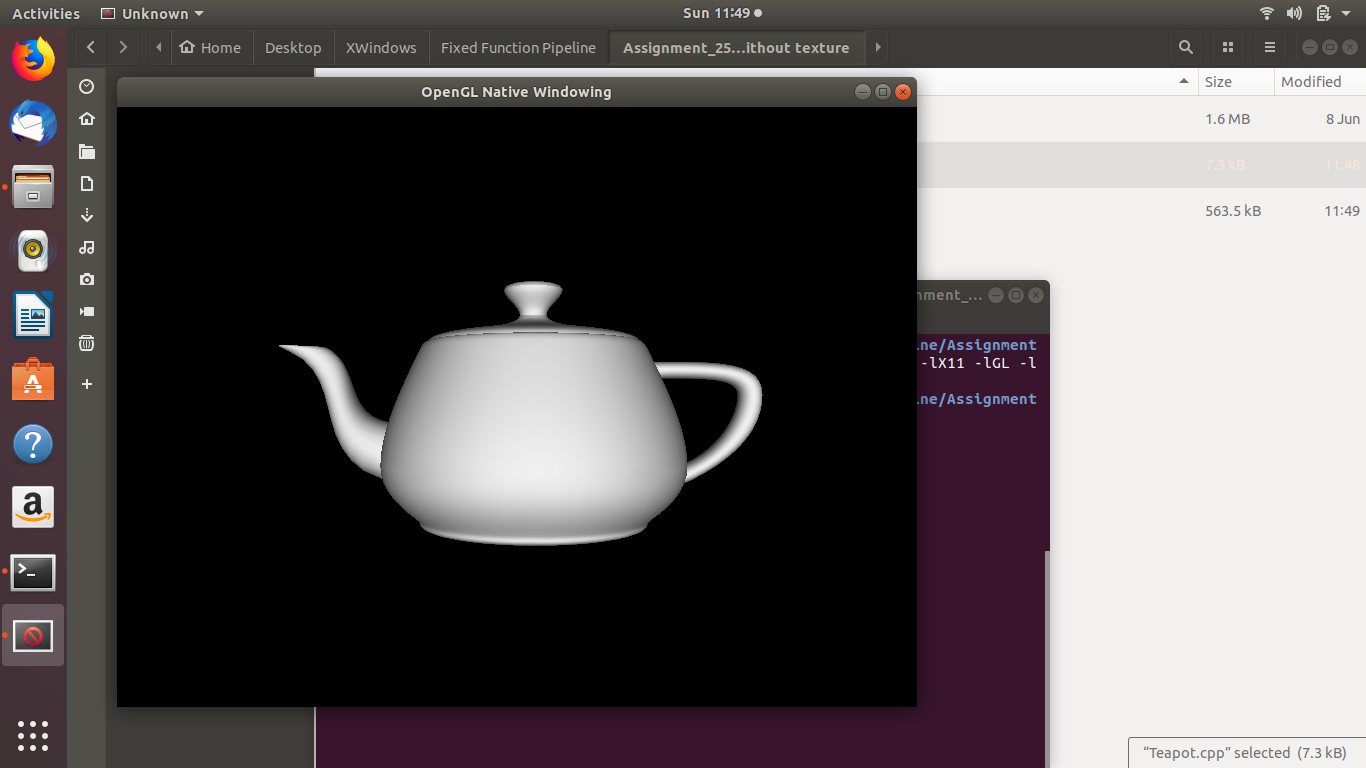 Activities
Unknown
Sun 11:49
Home
Desktop
XWindows
Fixed Function Pipeline
Assignment_25...ithout texture
Size
Modified
OpenGL Native Windowing
1.6 MB
8 Jun
7.3 kB
11:48
563.5 kB
11:49
nment_...
ne/Assignment
-lX11 -lGL -l
ne/Assignment
“Teapot.cpp” selected (7.3 kB)